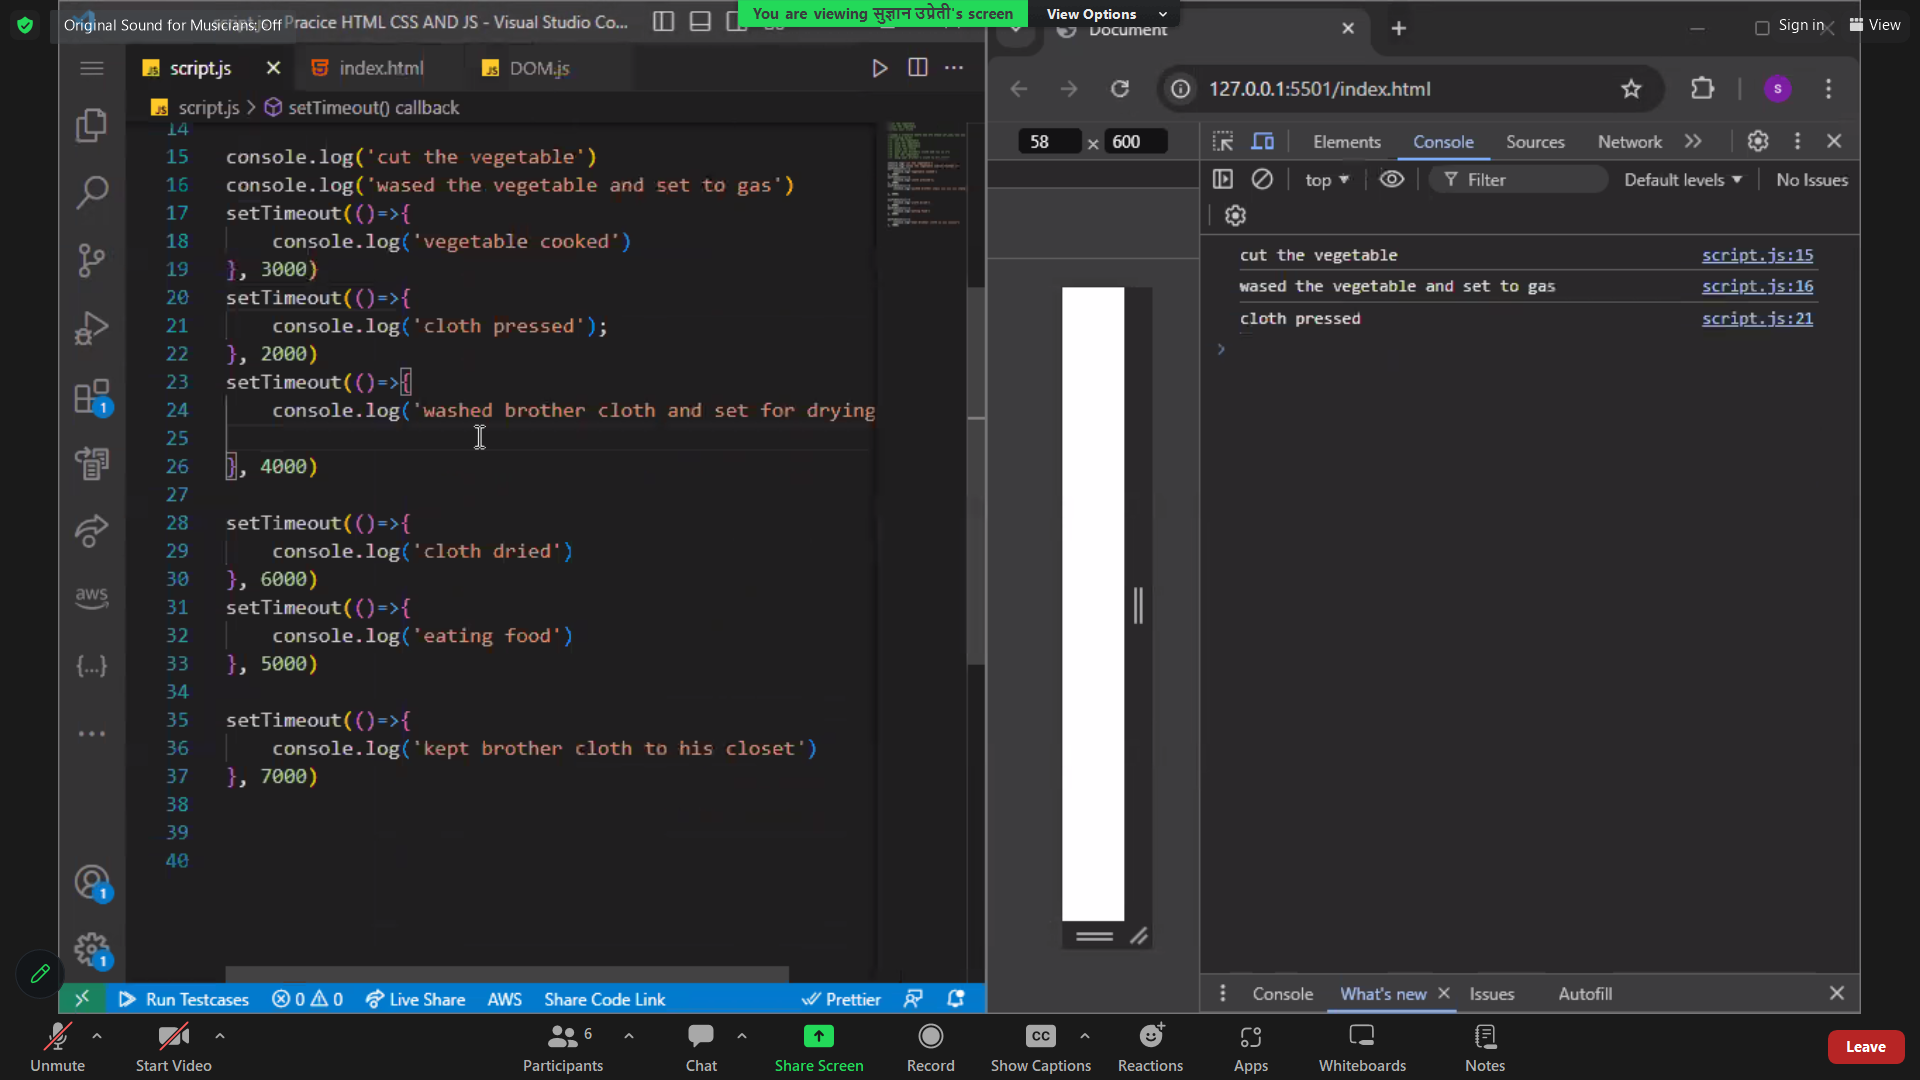 Original Sound for Musicians: Off
script.js - Pracice HTML CSS AND JS - Visual Studio Co...
You are viewing सुज्ञान उप्रेती's screen
View Options
Document
Sign in
View
script.js
index.html
DOM.js
script.js > setTimeout() callback
127.0.0.1:5501/index.html
s
58 × 600
Elements
Console
Sources
Network
top
Filter
Default levels
No Issues
14
15 console.log('cut the vegetable')
16 console.log('wased the vegetable and set to gas')
17 setTimeout(()=>{
18 console.log('vegetable cooked')
19 }, 3000)
20 setTimeout(()=>{
21 console.log('cloth pressed');
22 }, 2000)
23 setTimeout(()=>{
24 console.log('washed brother cloth and set for drying
25
26 }, 4000)
27
28 setTimeout(()=>{
29 console.log('cloth dried')
30 }, 6000)
31 setTimeout(()=>{
32 console.log('eating food')
33 }, 5000)
34
35 setTimeout(()=>{
36 console.log('kept brother cloth to his closet')
37 }, 7000)
38
39
40
cut the vegetable script.js:15
wased the vegetable and set to gas script.js:16
cloth pressed script.js:21
>
1
aws
{...}
1
1
Run Testcases
0 0
Live Share
AWS
Share Code Link
Prettier
Console
What's new
Issues
Autofill
Unmute
Start Video
6
Participants
Chat
Share Screen
Record
CC
Show Captions
Reactions
Apps
Whiteboards
Notes
Leave